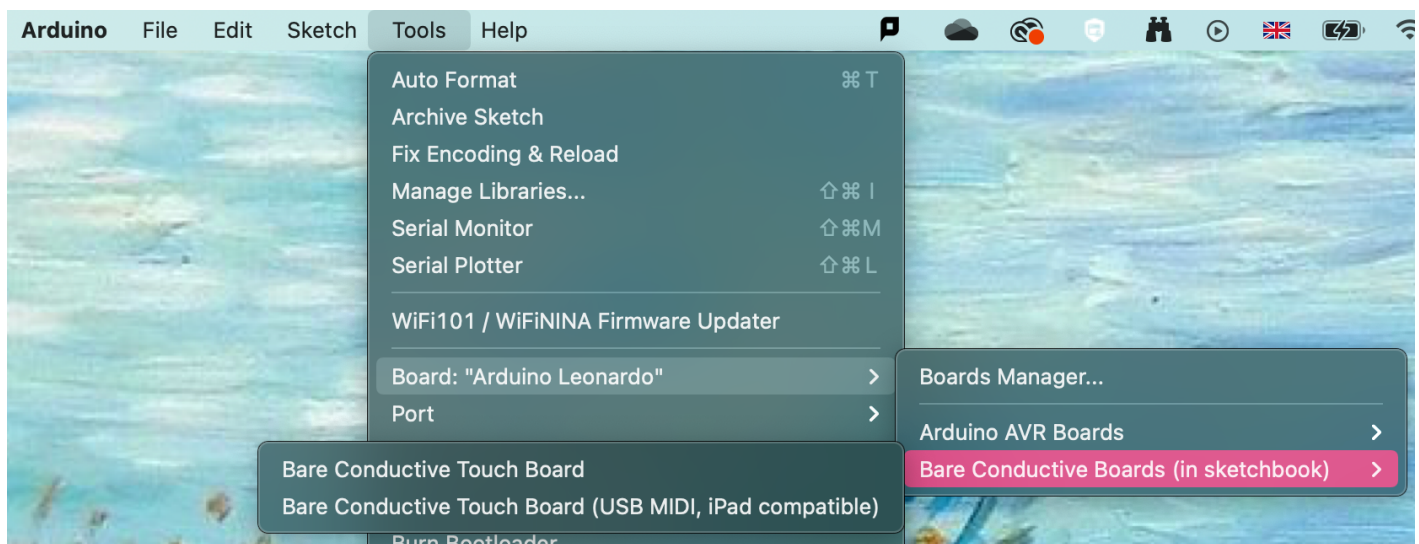 Arduino File Edit Sketch Tools Help
Auto Format ⌘T
Archive Sketch
Fix Encoding & Reload
Manage Libraries... ⇧⌘I
Serial Monitor ⇧⌘M
Serial Plotter ⇧⌘L
WiFi101 / WiFiNINA Firmware Updater
Board: "Arduino Leonardo"
Port
Boards Manager...
Arduino AVR Boards
Bare Conductive Boards (in sketchbook)
Bare Conductive Touch Board
Bare Conductive Touch Board (USB MIDI, iPad compatible)
Burn Bootloader